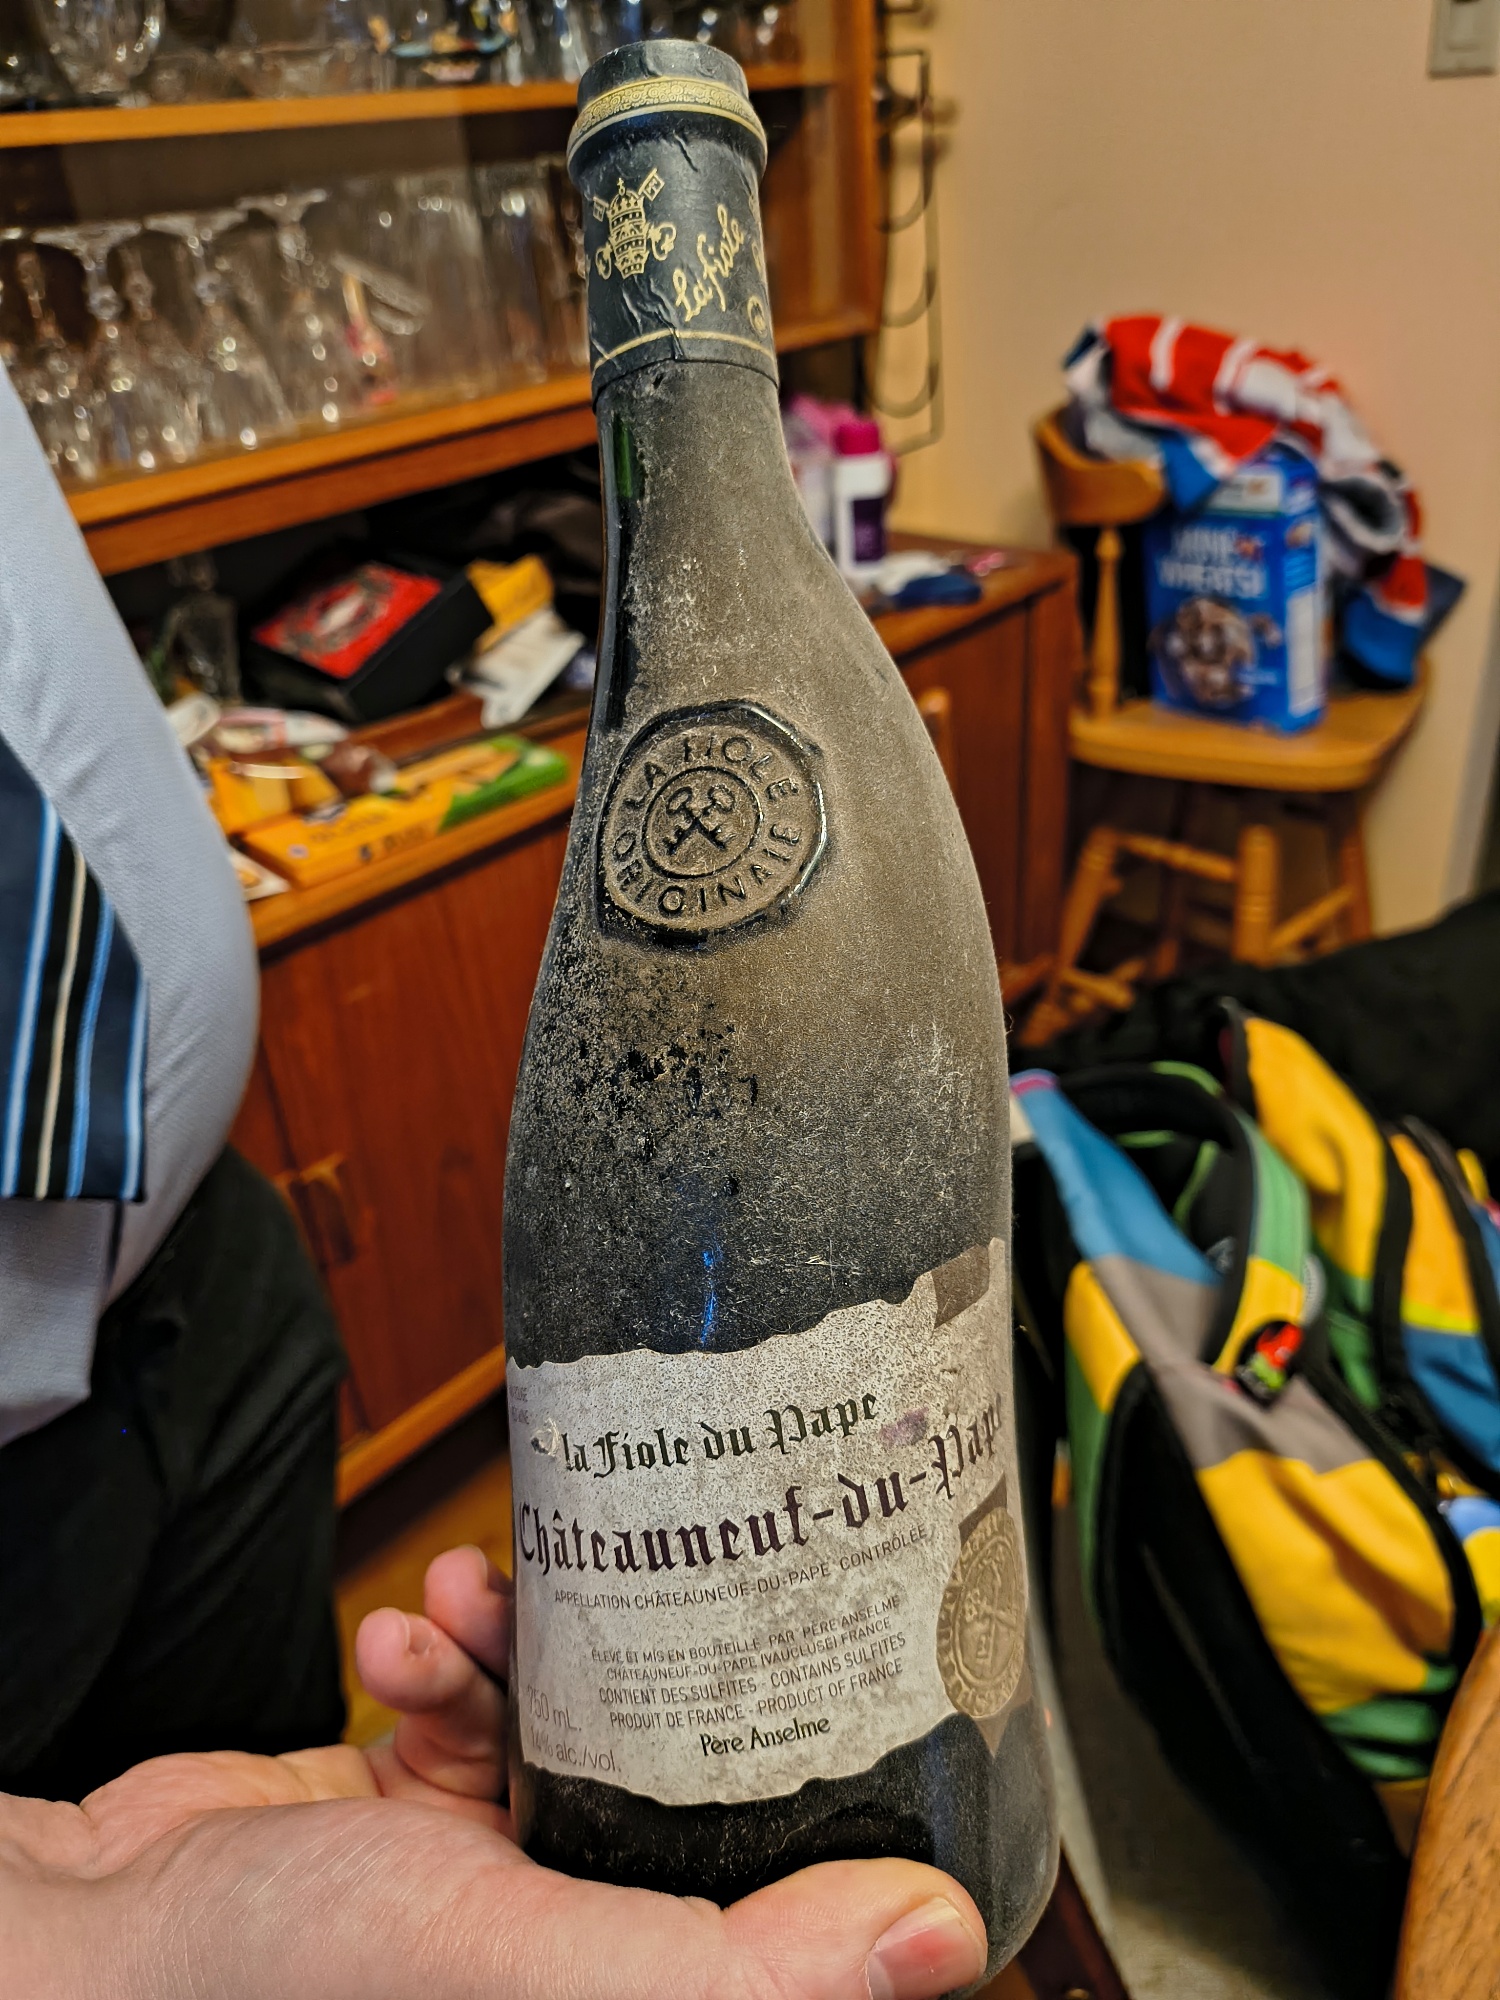 la Fiole
LA FIOLE
ORIGINALE
MINI
WHEATS
la Fiole du Pape
Châteauneuf-du-Pape
APPELLATION CHÂTEAUNEUF-DU-PAPE CONTRÔLÉE
ÉLEVÉ ET MIS EN BOUTEILLE PAR PÈRE ANSELME
CHÂTEAUNEUF-DU-PAPE (VAUCLUSE) FRANCE
CONTIENT DES SULFITES - CONTAINS SULFITES
PRODUIT DE FRANCE - PRODUCT OF FRANCE
750 mL.
14% alc./vol.
Père Anselme